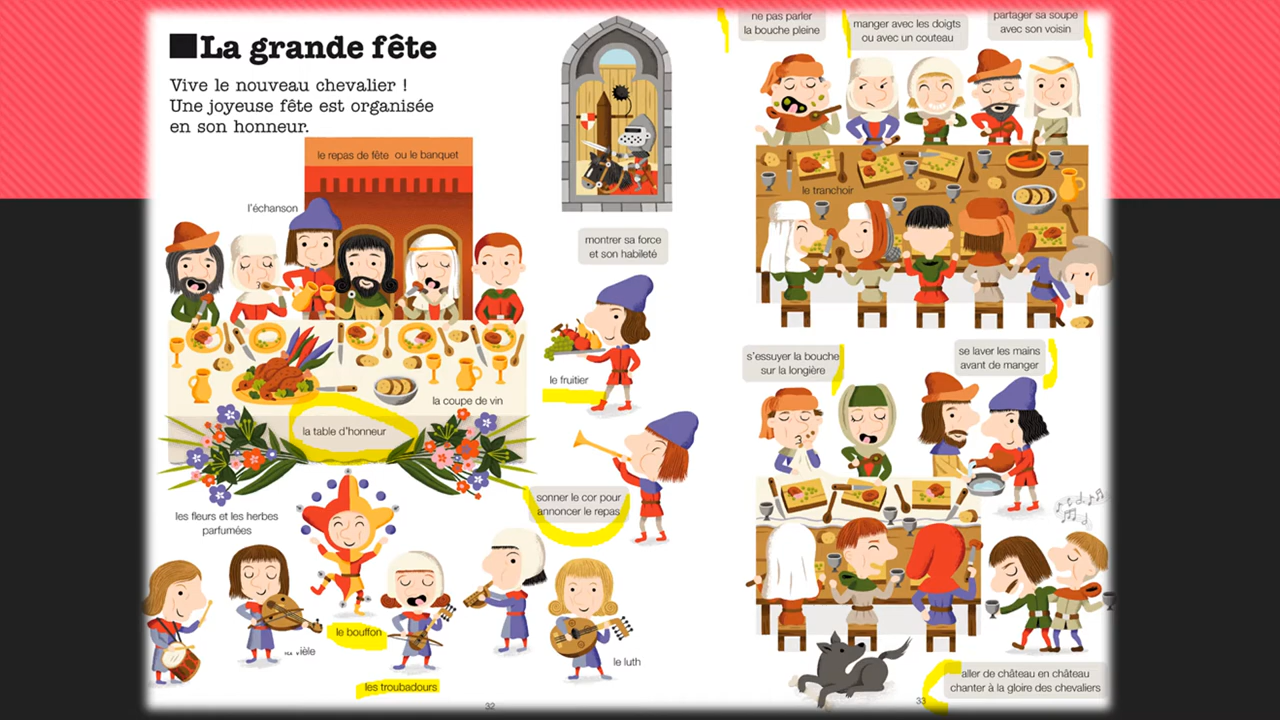 La grande fête
Vive le nouveau chevalier !
Une joyeuse fête est organisée
en son honneur.
le repas de fête ou le banquet
l'échanson
la coupe de vin
la table d'honneur
les fleurs et les herbes
parfumées
le bouffon
les troubadours
le luth
32
montrer sa force
et son habileté
le fruitier
sonner le cor pour
annoncer le repas
ne pas parler
la bouche pleine
manger avec les doigts
ou avec un couteau
partager sa soupe
avec son voisin
le tranchoir
s'essuyer la bouche
sur la longière
se laver les mains
avant de manger
aller de château en château
chanter à la gloire des chevaliers
33